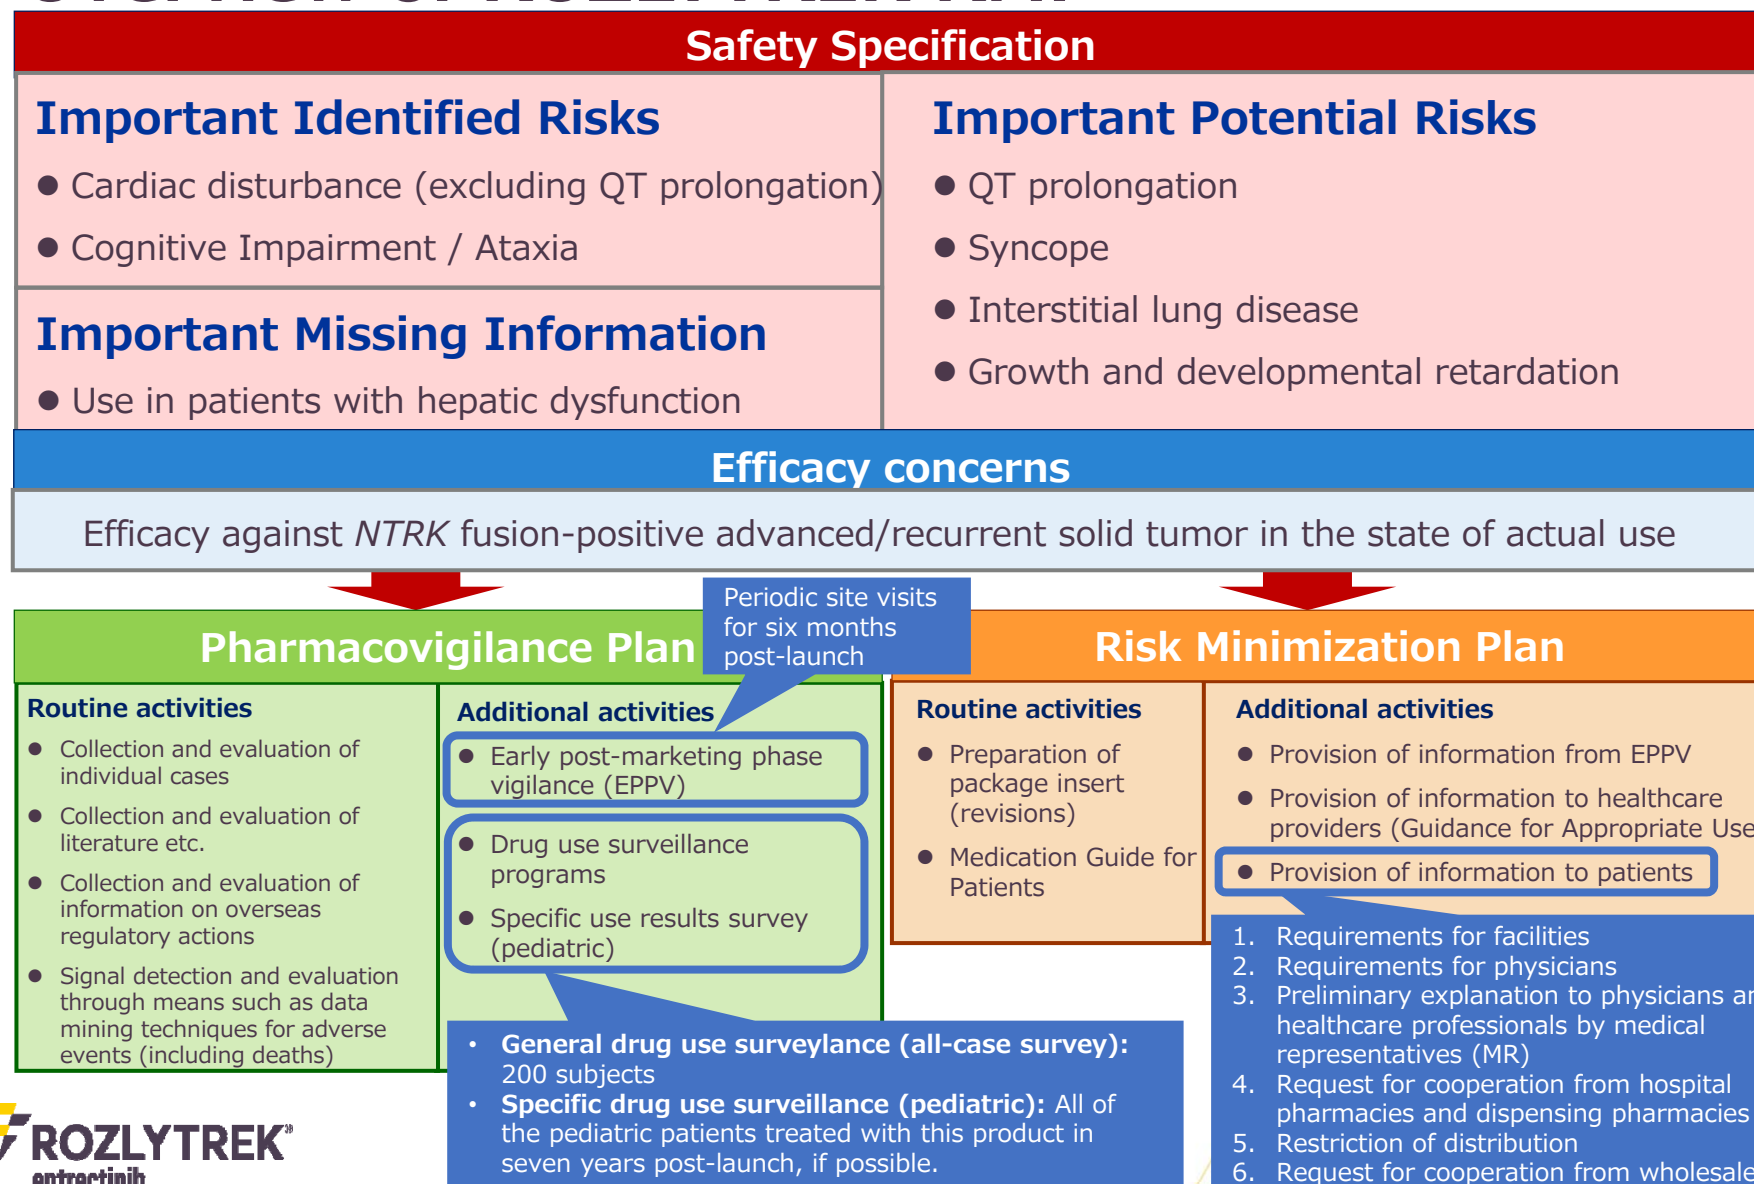 Safety Specification
Important Identified Risks
● Cardiac disturbance (excluding QT prolongation)
● Cognitive Impairment / Ataxia
Important Missing Information
● Use in patients with hepatic dysfunction
Important Potential Risks
● QT prolongation
● Syncope
● Interstitial lung disease
● Growth and developmental retardation
Efficacy concerns
Efficacy against NTRK fusion-positive advanced/recurrent solid tumor in the state of actual use
Pharmacovigilance Plan
Periodic site visits
for six months
post-launch
Routine activities
● Collection and evaluation of
individual cases
● Collection and evaluation of
literature etc.
● Collection and evaluation of
information on overseas
regulatory actions
● Signal detection and evaluation
through means such as data
mining techniques for adverse
events (including deaths)
Additional activities
● Early post-marketing phase
vigilance (EPPV)
● Drug use surveillance
programs
● Specific use results survey
(pediatric)
• General drug use surveylance (all-case survey):
200 subjects
• Specific drug use surveillance (pediatric): All of
the pediatric patients treated with this product in
seven years post-launch, if possible.
Risk Minimization Plan
Routine activities
● Preparation of
package insert
(revisions)
● Medication Guide for
Patients
Additional activities
● Provision of information from EPPV
● Provision of information to healthcare
providers (Guidance for Appropriate Use
● Provision of information to patients
1. Requirements for facilities
2. Requirements for physicians
3. Preliminary explanation to physicians
healthcare professionals by medical
representatives (MR)
4. Request for cooperation from hospital
pharmacies and dispensing pharmacies
5. Restriction of distribution
6. Request for cooperation from
ROZLYTREK®
entrectinib